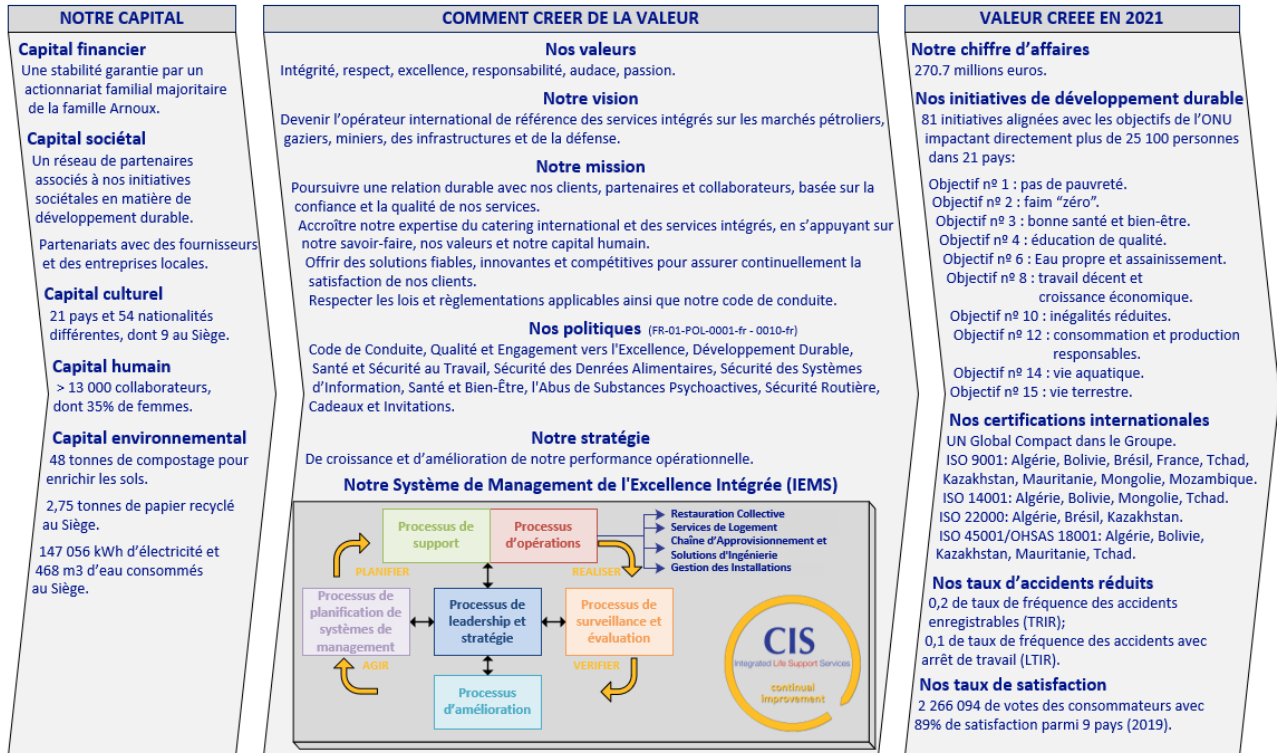 NOTRE CAPITAL
Capital financier
Une stabilité garantie par un
actionnariat familial majoritaire
de la famille Arnoux.
Capital sociétal
Un réseau de partenaires
associés à nos initiatives
sociétales en matière de
développement durable.
Partenariats avec des fournisseurs
et des entreprises locales.
Capital culturel
21 pays et 54 nationalités
différentes, dont 9 au Siège.
Capital humain
> 13 000 collaborateurs,
dont 35% de femmes.
Capital environnemental
48 tonnes de compostage pour
enrichir les sols.
2,75 tonnes de papier recyclé
au Siège.
147 056 kWh d’électricité et
468 m3 d’eau consommés
au Siège.
COMMENT CREER DE LA VALEUR
Nos valeurs
Intégrité, respect, excellence, responsabilité, audace, passion.
Notre vision
Devenir l’opérateur international de référence des services intégrés sur les marchés pétroliers,
gaziers, miniers, des infrastructures et de la défense.
Notre mission
Poursuivre une relation durable avec nos clients, partenaires et collaborateurs, basée sur la
confiance et la qualité de nos services.
Accroître notre expertise du catering international et des services intégrés, en s’appuyant sur
notre savoir-faire, nos valeurs et notre capital humain.
Offrir des solutions fiables, innovantes et compétitives pour assurer continuellement la
satisfaction de nos clients.
Respecter les lois et règlementations applicables ainsi que notre code de conduite.
Nos politiques (FR-01-POL-0001-fr - 0010-fr)
Code de Conduite, Qualité et Engagement vers l'Excellence, Développement Durable,
Santé et Sécurité au Travail, Sécurité des Denrées Alimentaires, Sécurité des Systèmes
d’Information, Santé et Bien-Être, l'Abus de Substances Psychoactives, Sécurité Routière,
Cadeaux et Invitations.
Notre stratégie
De croissance et d’amélioration de notre performance opérationnelle.
Notre Système de Management de l'Excellence Intégrée (IEMS)
Processus de
support
Processus
d’opérations
Restauration Collective
Services de Logement
Chaîne d’Approvisionnement et
Solutions d'Ingénierie
Gestion des Installations
PLANIFIER
REALISER
Processus de
planification de
systèmes de
management
Processus de
leadership et
stratégie
Processus de
surveillance et
évaluation
AGIR
VERIFIER
Processus
d’amélioration
CIS
Integrated Life Support Services
continual
improvement
VALEUR CREEE EN 2021
Notre chiffre d’affaires
270.7 millions euros.
Nos initiatives de développement durable
81 initiatives alignées avec les objectifs de l’ONU
impactant directement plus de 25 100 personnes
dans 21 pays:
Objectif nº 1 : pas de pauvreté.
Objectif nº 2 : faim “zéro”.
Objectif nº 3 : bonne santé et bien-être.
Objectif nº 4 : éducation de qualité.
Objectif nº 6 : Eau propre et assainissement.
Objectif nº 8 : travail décent et
croissance économique.
Objectif nº 10 : inégalités réduites.
Objectif nº 12 : consommation et production
responsables.
Objectif nº 14 : vie aquatique.
Objectif nº 15 : vie terrestre.
Nos certifications internationales
UN Global Compact dans le Groupe.
ISO 9001: Algérie, Bolivie, Brésil, France, Tchad,
Kazakhstan, Mauritanie, Mongolie, Mozambique.
ISO 14001: Algérie, Bolivie, Mongolie, Tchad.
ISO 22000: Algérie, Brésil, Kazakhstan.
ISO 45001/OHSAS 18001: Algérie, Bolivie,
Kazakhstan, Mauritanie, Tchad.
Nos taux d’accidents réduits
0,2 de taux de fréquence des accidents
enregistrables (TRIR);
0,1 de taux de fréquence des accidents avec
arrêt de travail (LTIR).
Nos taux de satisfaction
2 266 094 de votes des consommateurs avec
89% de satisfaction parmi 9 pays (2019).